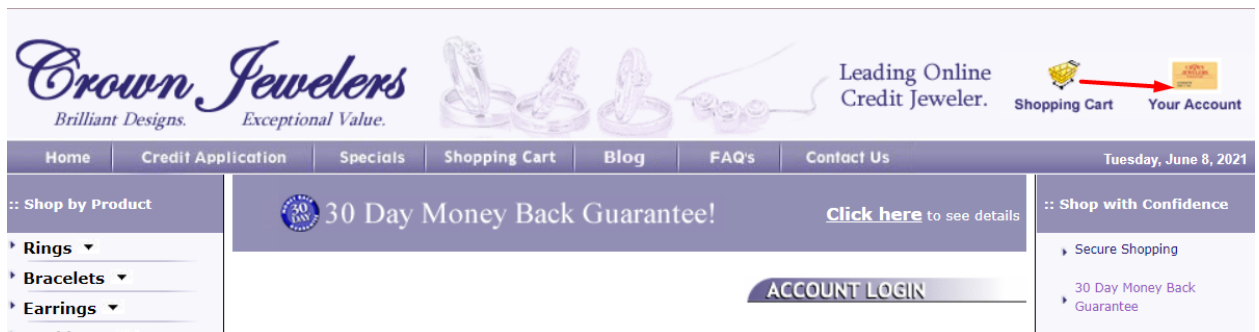 Crown Jewelers
Brilliant Designs. Exceptional Value.
Leading Online
Credit Jeweler.
Shopping Cart Your Account
Home Credit Application Specials Shopping Cart Blog FAQ's Contact Us Tuesday, June 8, 2021
:: Shop by Product
30 Day Money Back Guarantee!
Click here to see details
:: Shop with Confidence
Rings
Bracelets
Earrings
ACCOUNT LOGIN
Secure Shopping
30 Day Money Back
Guarantee